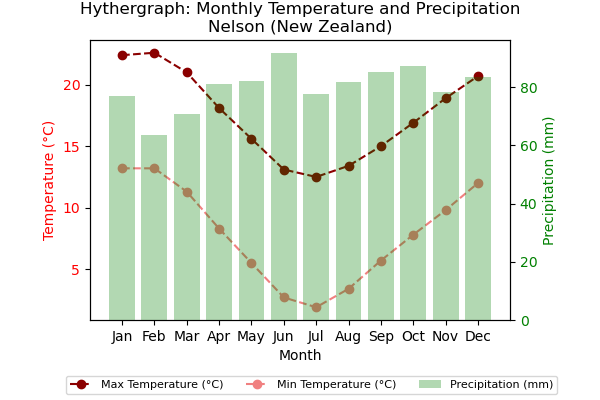 Hythergraph: Monthly Temperature and Precipitation
Nelson (New Zealand)
Temperature (°C)
20
15
10
5
80
60
40
20
0
Precipitation (mm)
Jan Feb Mar Apr May Jun Jul Aug Sep Oct Nov Dec
Month
Max Temperature (°C) Min Temperature (°C) Precipitation (mm)